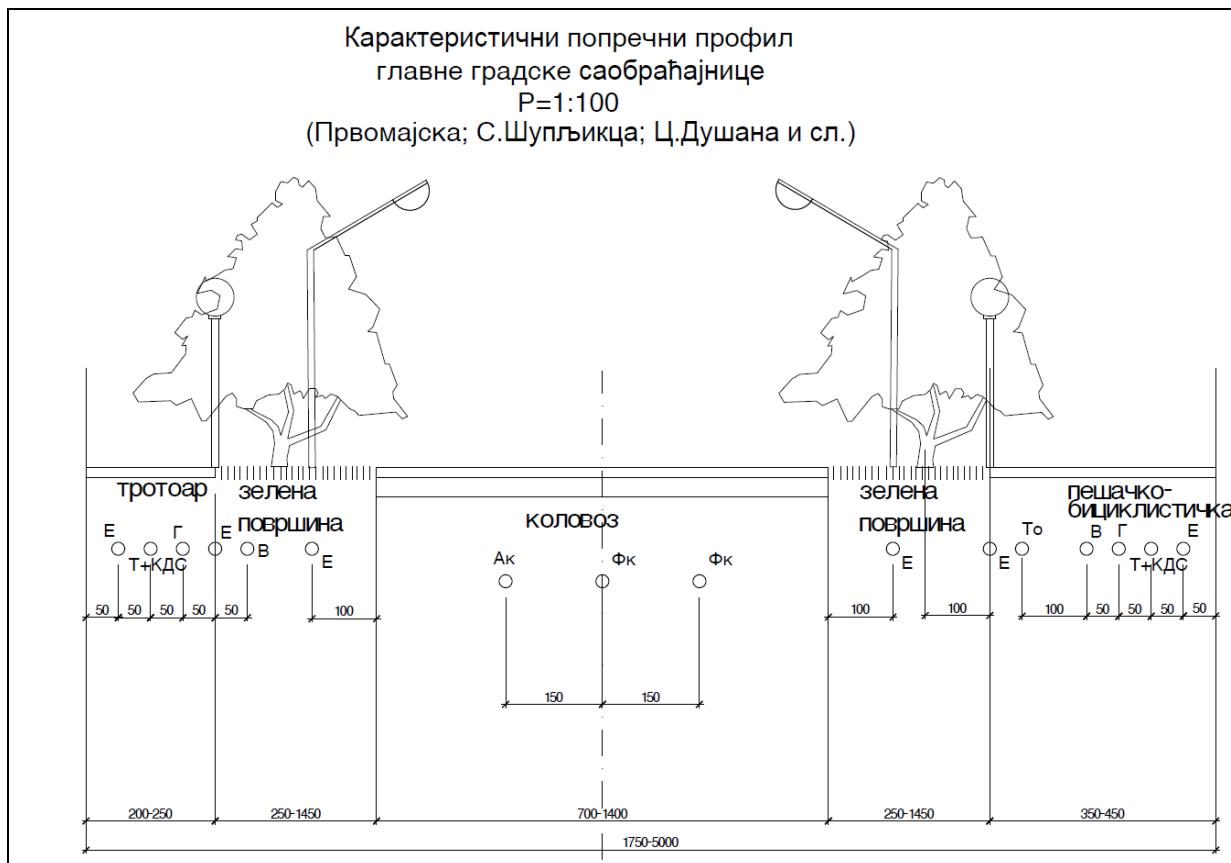 Карактеристични попречни профил
главне градске саобраћајнице
Р=1:100
(Првомајска; С.Шупљикца; Ц.Душана и сл.)
тротоар зелена
површина
коловоз
зелена
површина
пешачко-
бициклистичка
Е Г Е То В Г Е
Т+КДС В Е Ак Фк Фк Е Е Т+КДС
50 50 50 50 50 100 100 100 100 50 50 50 50
150 150
200-250 250-1450 700-1400 250-1450 350-450
1750-5000